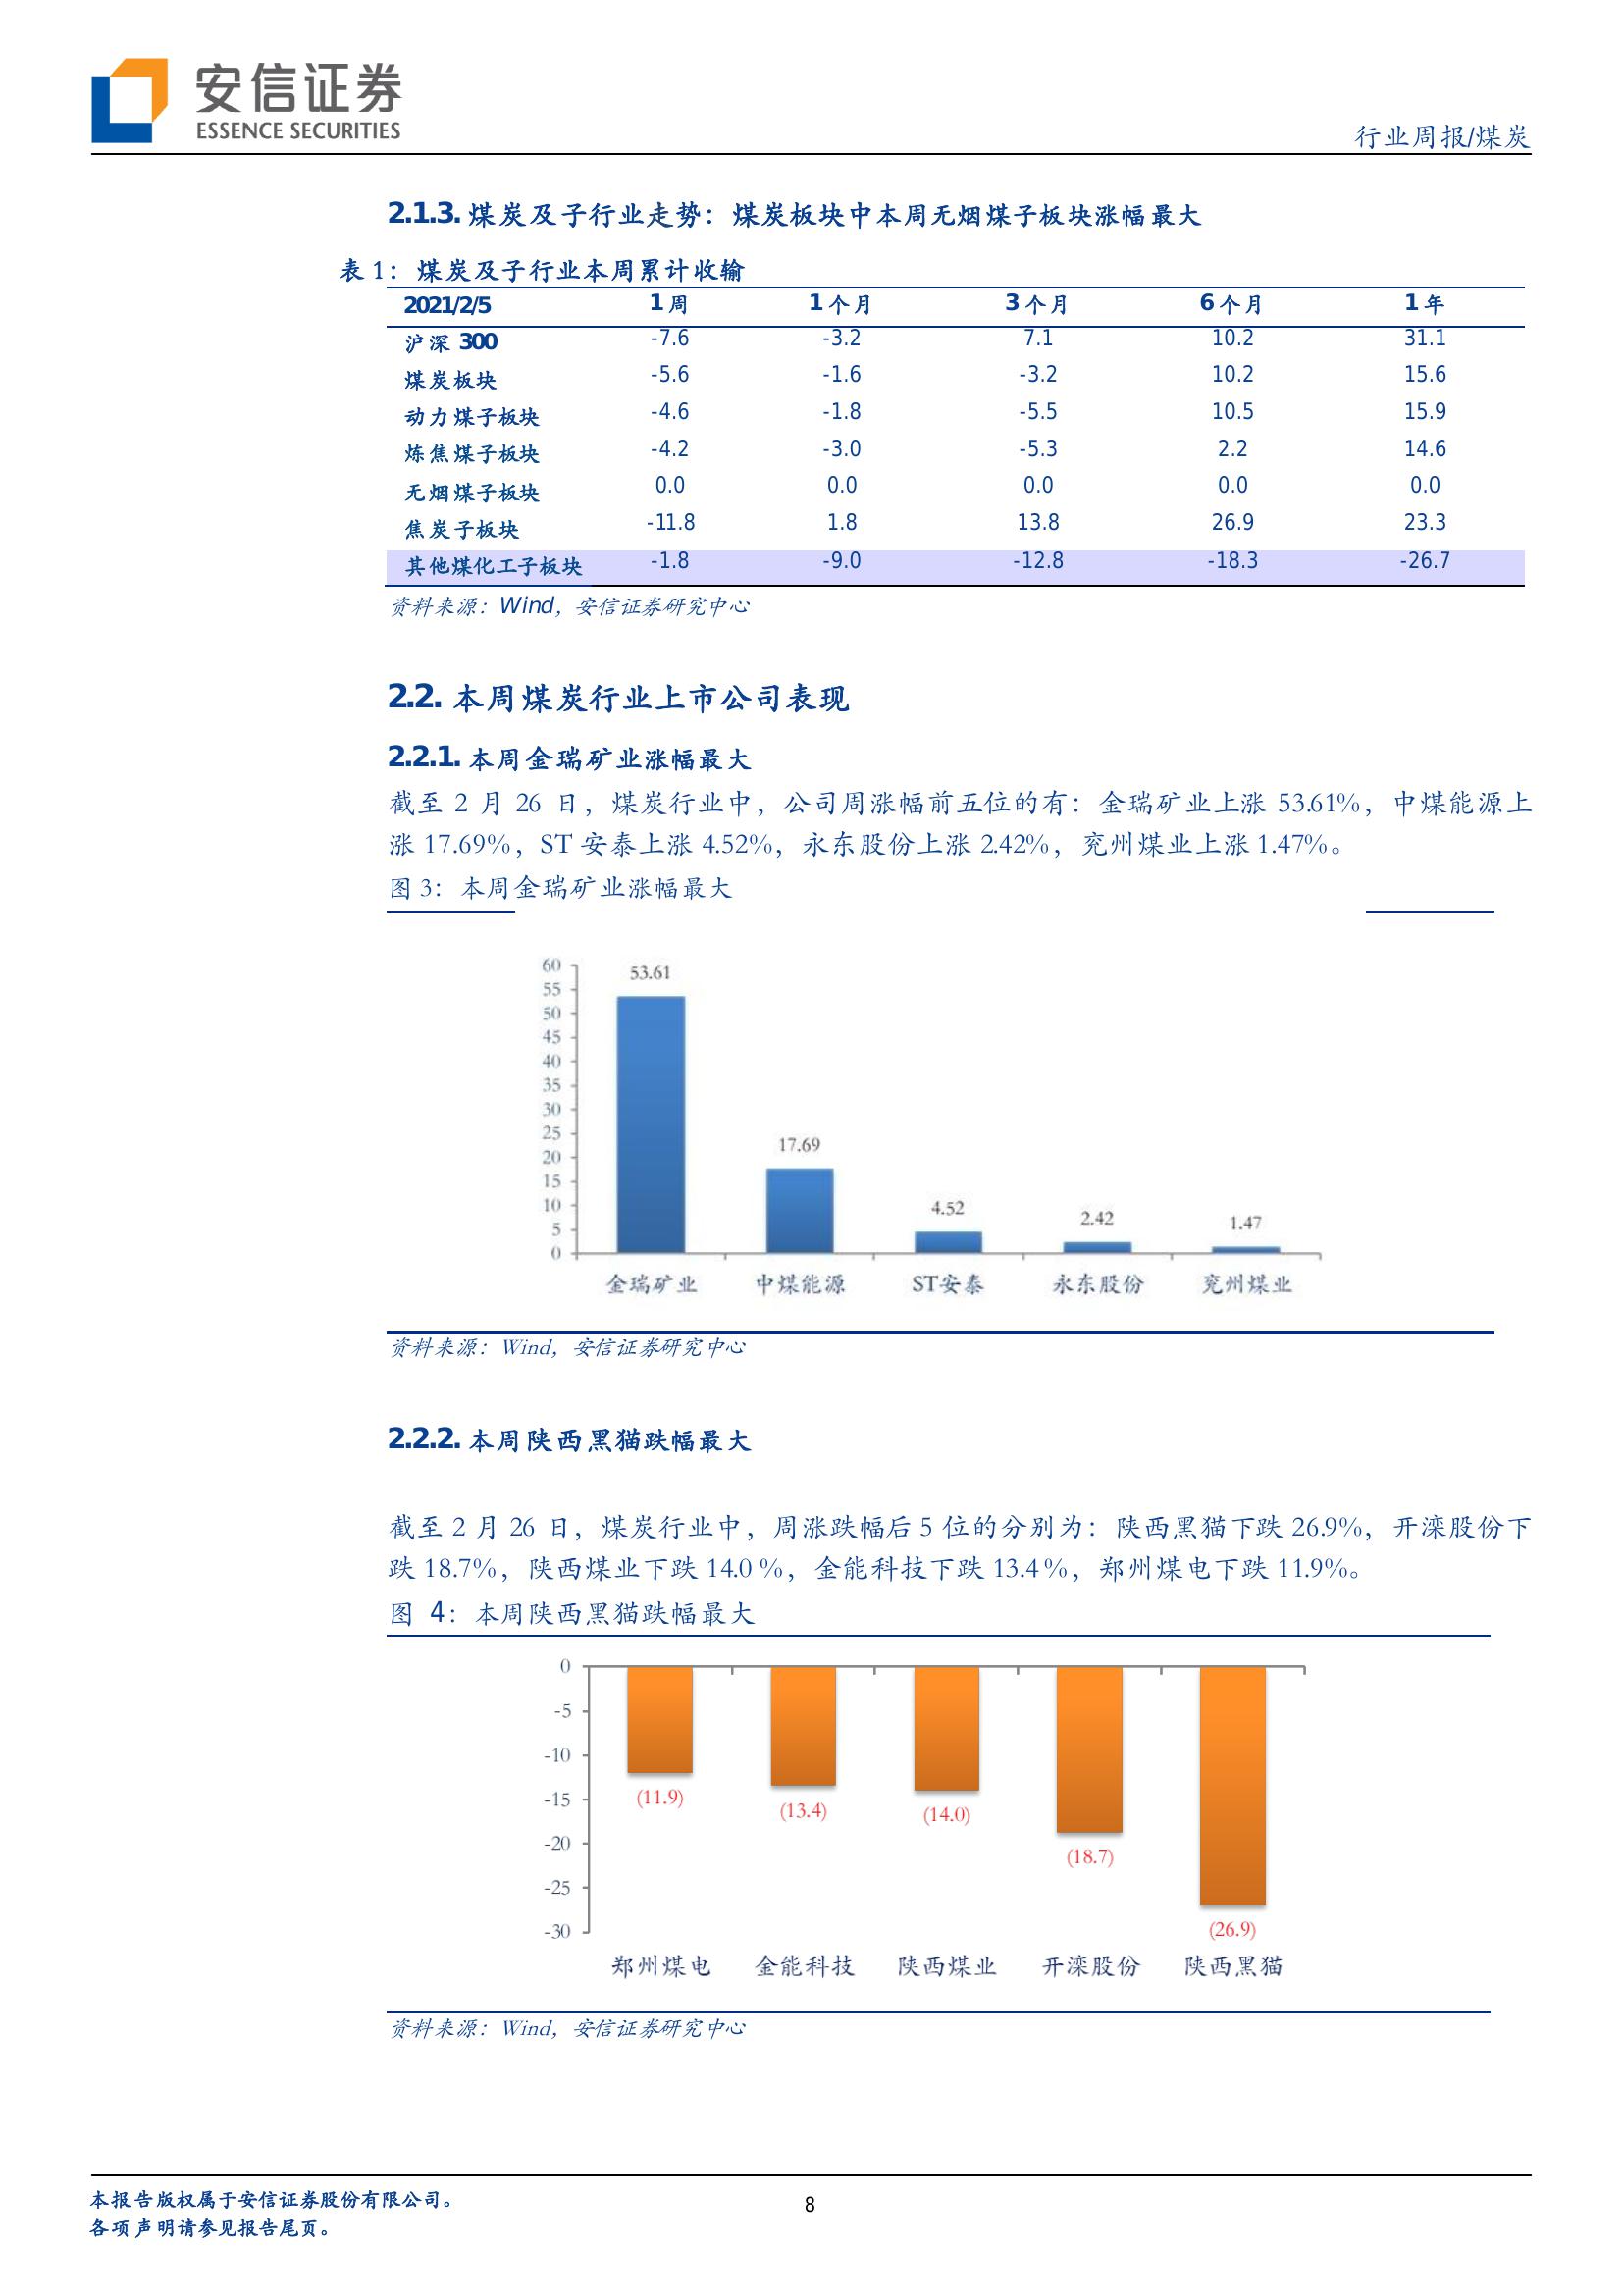 安信证券
ESSENCE SECURITIES
行业周报/煤炭
2.1.3. 煤炭及子行业走势：煤炭板块中本周无烟煤子板块涨幅最大
表 1：煤炭及子行业本周累计收输
2021/2/5 1周 1个月 3个月 6个月 1年
沪深 300 -7.6 -3.2 7.1 10.2 31.1
煤炭板块 -5.6 -1.6 -3.2 10.2 15.6
动力煤子板块 -4.6 -1.8 -5.5 10.5 15.9
炼焦煤子板块 -4.2 -3.0 -5.3 2.2 14.6
无烟煤子板块 0.0 0.0 0.0 0.0 0.0
焦炭子板块 -11.8 1.8 13.8 26.9 23.3
其他煤化工子板块 -1.8 -9.0 -12.8 -18.3 -26.7
资料来源：Wind，安信证券研究中心
2.2. 本周煤炭行业上市公司表现
2.2.1. 本周金瑞矿业涨幅最大
截至 2 月 26 日，煤炭行业中，公司周涨幅前五位的有：金瑞矿业上涨 53.61%，中煤能源上
涨 17.69%，ST 安泰上涨 4.52%，永东股份上涨 2.42%，兖州煤业上涨 1.47%。
图 3：本周金瑞矿业涨幅最大
60
55
50
45
40
35
30
25
20
15
10
5
0
53.61
17.69
4.52
2.42
1.47
金瑞矿业 中煤能源 ST安泰 永东股份 兖州煤业
资料来源：Wind，安信证券研究中心
2.2.2. 本周陕西黑猫跌幅最大
截至 2 月 26 日，煤炭行业中，周涨跌幅后 5 位的分别为：陕西黑猫下跌 26.9%，开滦股份下
跌 18.7%，陕西煤业下跌 14.0 %，金能科技下跌 13.4 %，郑州煤电下跌 11.9%。
图 4：本周陕西黑猫跌幅最大
0
-5
-10
-15
-20
-25
-30
(11.9)
(13.4)
(14.0)
(18.7)
(26.9)
郑州煤电 金能科技 陕西煤业 开滦股份 陕西黑猫
资料来源：Wind，安信证券研究中心
本报告版权属于安信证券股份有限公司。
各项声明请参见报告尾页。
8